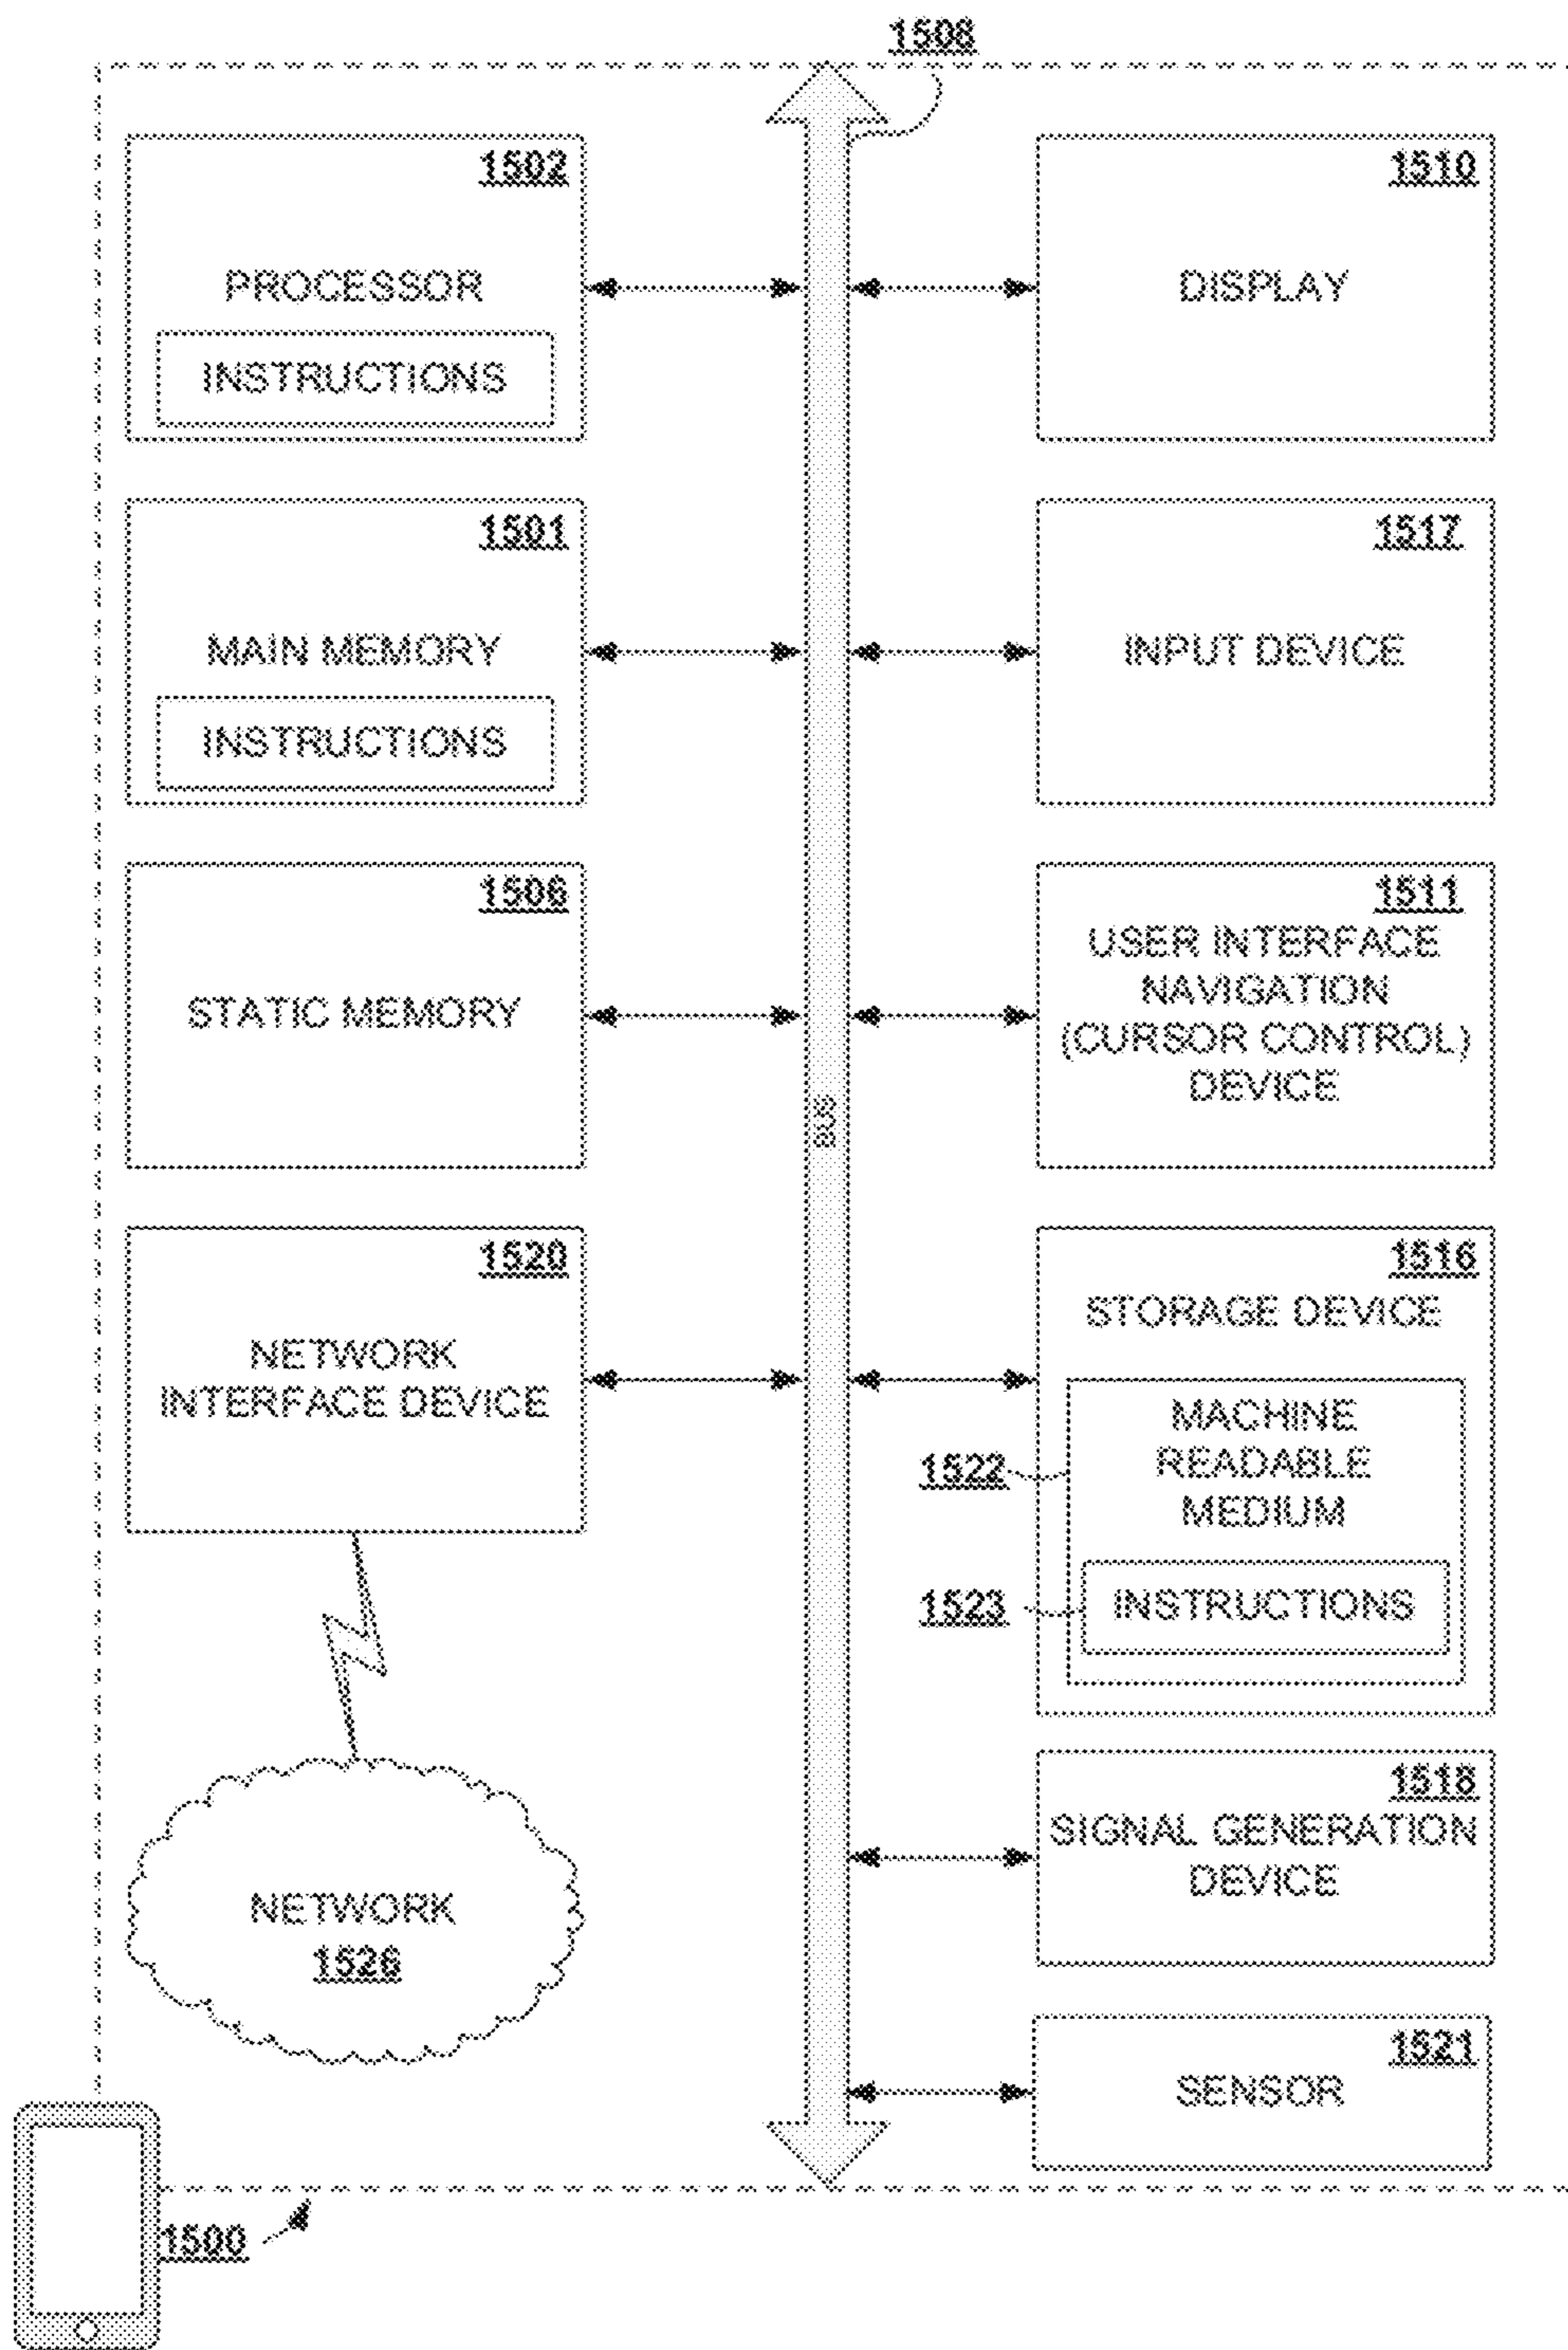 1508
1502
PROCESSOR
INSTRUCTIONS
1510
DISPLAY
1501
MAIN MEMORY
INSTRUCTIONS
1517
INPUT DEVICE
1506
STATIC MEMORY
1511
USER INTERFACE
NAVIGATION
(CURSOR CONTROL)
DEVICE
BUS
1520
NETWORK
INTERFACE DEVICE
1516
STORAGE DEVICE
MACHINE
READABLE
MEDIUM
1522
INSTRUCTIONS
1523
1518
SIGNAL GENERATION
DEVICE
NETWORK
1526
1521
SENSOR
1500